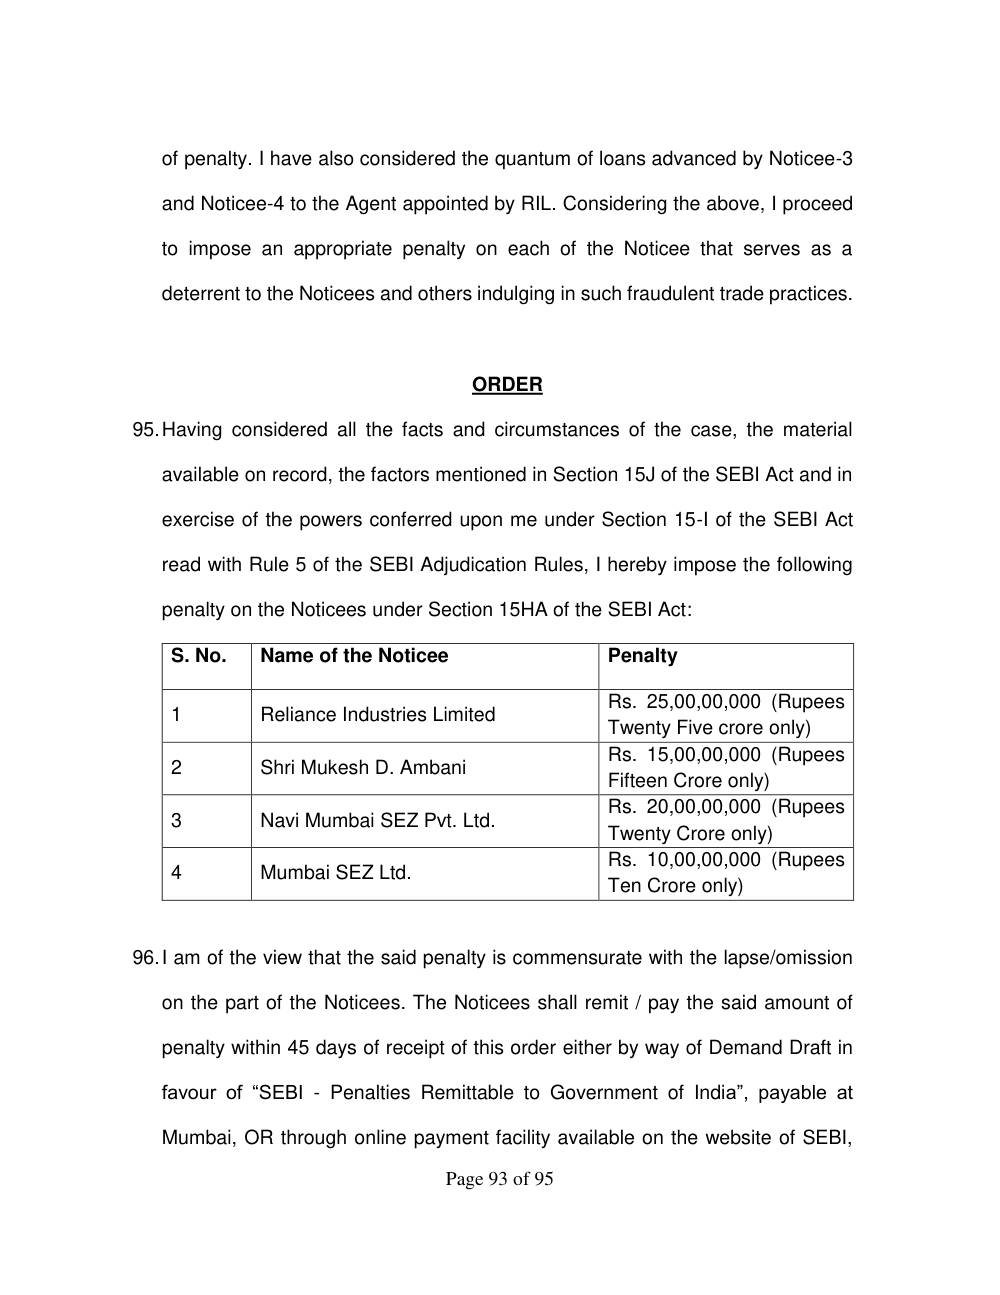 of penalty. I have also considered the quantum of loans advanced by Noticee-3
and Noticee-4 to the Agent appointed by RIL. Considering the above, I proceed
to impose an appropriate penalty on each of the Noticee that serves as a
deterrent to the Noticees and others indulging in such fraudulent trade practices.
ORDER
95. Having considered all the facts and circumstances of the case, the material
available on record, the factors mentioned in Section 15J of the SEBI Act and in
exercise of the powers conferred upon me under Section 15-I of the SEBI Act
read with Rule 5 of the SEBI Adjudication Rules, I hereby impose the following
penalty on the Noticees under Section 15HA of the SEBI Act:
S. No. Name of the Noticee Penalty
1 Reliance Industries Limited Rs. 25,00,00,000 (Rupees
Twenty Five crore only)
2 Shri Mukesh D. Ambani Rs. 15,00,00,000 (Rupees
Fifteen Crore only)
3 Navi Mumbai SEZ Pvt. Ltd. Rs. 20,00,00,000 (Rupees
Twenty Crore only)
4 Mumbai SEZ Ltd. Rs. 10,00,00,000 (Rupees
Ten Crore only)
96. I am of the view that the said penalty is commensurate with the lapse/omission
on the part of the Noticees. The Noticees shall remit / pay the said amount of
penalty within 45 days of receipt of this order either by way of Demand Draft in
favour of “SEBI - Penalties Remittable to Government of India”, payable at
Mumbai, OR through online payment facility available on the website of SEBI,
Page 93 of 95